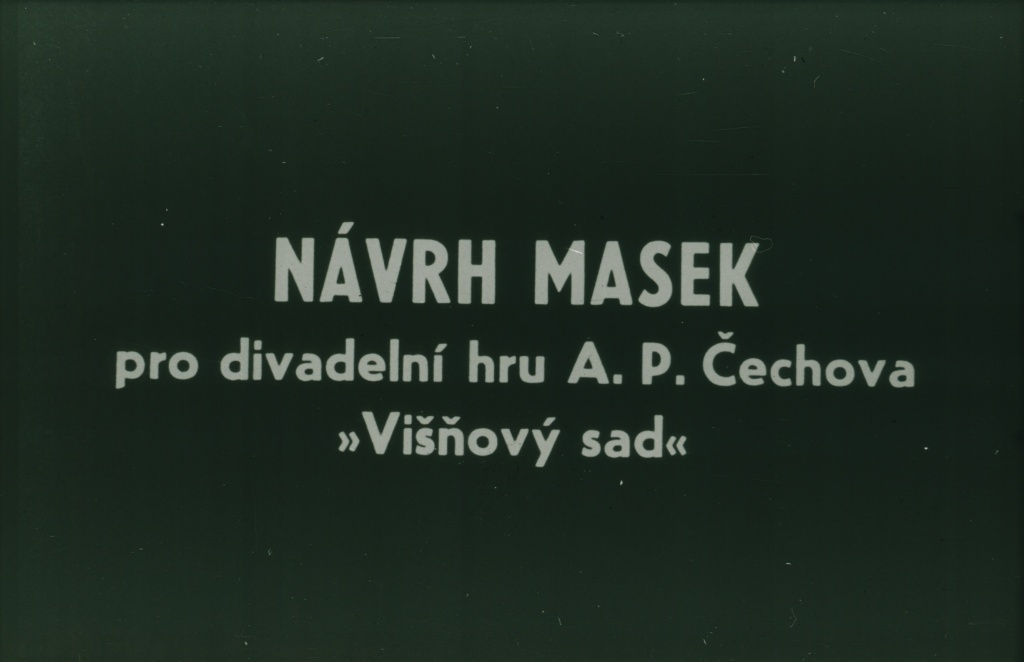 NÁVRH MASEK
pro divadelní hru A. P. Čechova
»Višňový sad«